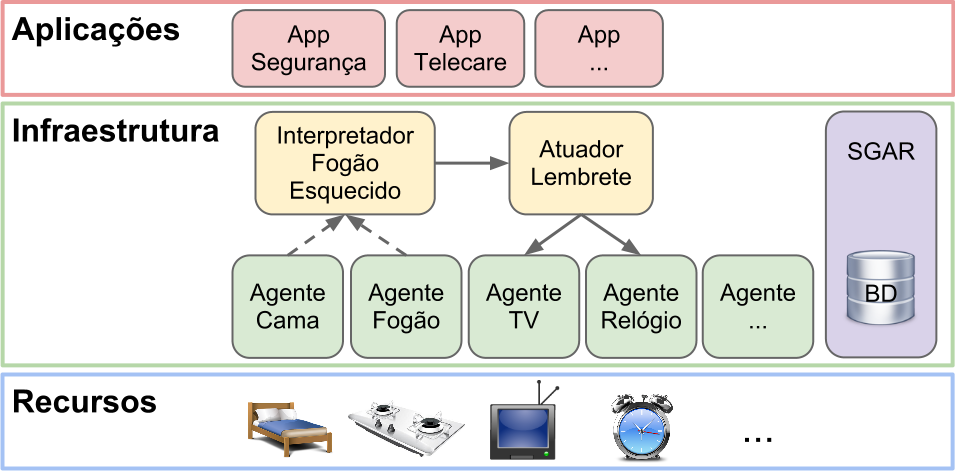 Aplicações
App
Segurança
App
Telecare
App
...
Infraestrutura
Interpretador
Fogão
Esquecido
Atuador
Lembrete
SGAR
BD
Agente
Cama
Agente
Fogão
Agente
TV
Agente
Relógio
Agente
...
Recursos
...